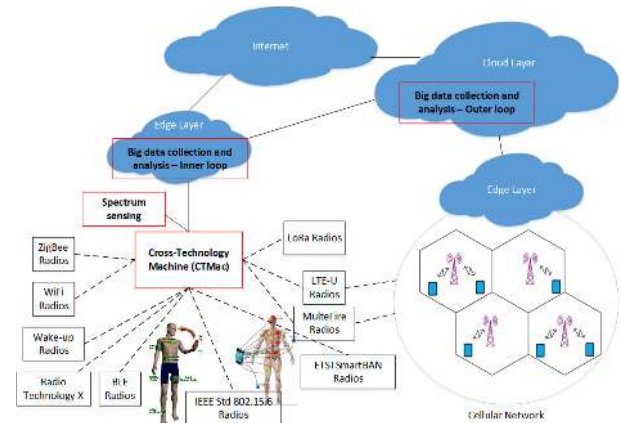 Internet
Cloud Layer
Big data collection and
analysis – Outer loop
Edge Layer
Big data collection and
analysis – Inner loop
Edge Layer
Spectrum
sensing
Cross-Technology
Machine (CTMac)
LoRa Radios
ZigBee
Radios
WiFi
Radios
LTE-U
Radios
MulteFire
Radios
Wake-up
Radios
ETSI SmartBAN
Radios
Radio
Technology X
BLE
Radios
IEEE Std 802.15.6
Radios
Cellular Network